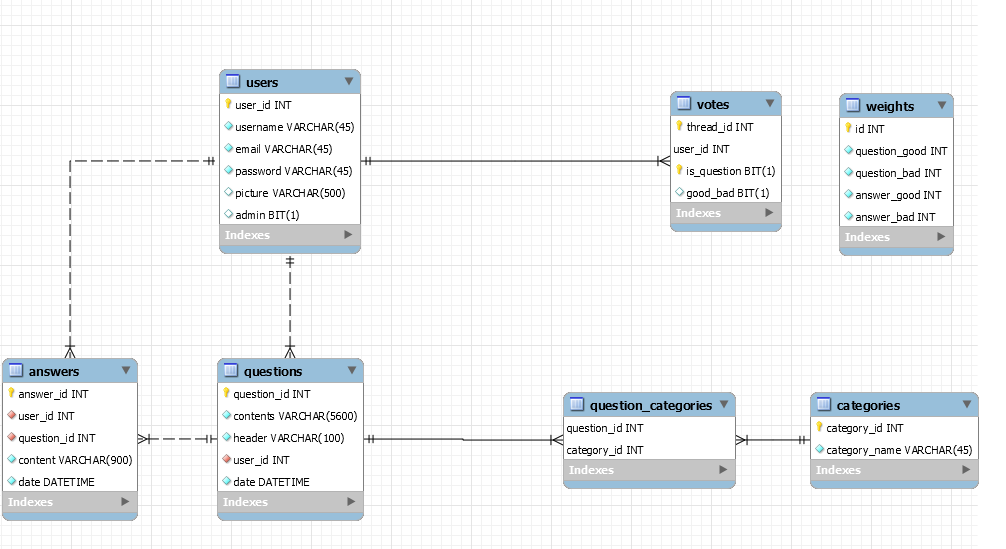 users
user_id INT
username VARCHAR(45)
email VARCHAR(45)
password VARCHAR(45)
picture VARCHAR(500)
admin BIT(1)
Indexes
votes
thread_id INT
user_id INT
is_question BIT(1)
good_bad BIT(1)
Indexes
weights
id INT
question_good INT
question_bad INT
answer_good INT
answer_bad INT
Indexes
answers
answer_id INT
user_id INT
question_id INT
content VARCHAR(900)
date DATETIME
Indexes
questions
question_id INT
contents VARCHAR(5600)
header VARCHAR(100)
user_id INT
date DATETIME
Indexes
question_categories
question_id INT
category_id INT
Indexes
categories
category_id INT
category_name VARCHAR(45)
Indexes